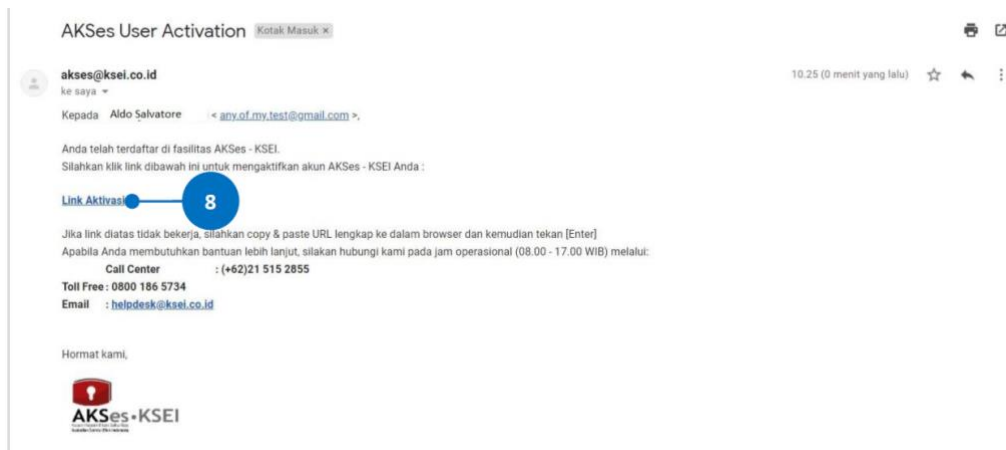 AKSes User Activation Kotak Masuk ×
akses@ksei.co.id 10.25 (0 menit yang lalu)
ke saya
Kepada Aldo Salvatore < any.of.my.test@gmail.com >,
Anda telah terdaftar di fasilitas AKSes - KSEI.
Silahkan klik link dibawah ini untuk mengaktifkan akun AKSes - KSEI Anda :
Link Aktivasi 8
Jika link diatas tidak bekerja, silahkan copy & paste URL lengkap ke dalam browser dan kemudian tekan [Enter]
Apabila Anda membutuhkan bantuan lebih lanjut, silakan hubungi kami pada jam operasional (08.00 - 17.00 WIB) melalui:
Call Center : (+62)21 515 2855
Toll Free : 0800 186 5734
Email : helpdesk@ksei.co.id
Hormat kami,
AKSes•KSEI